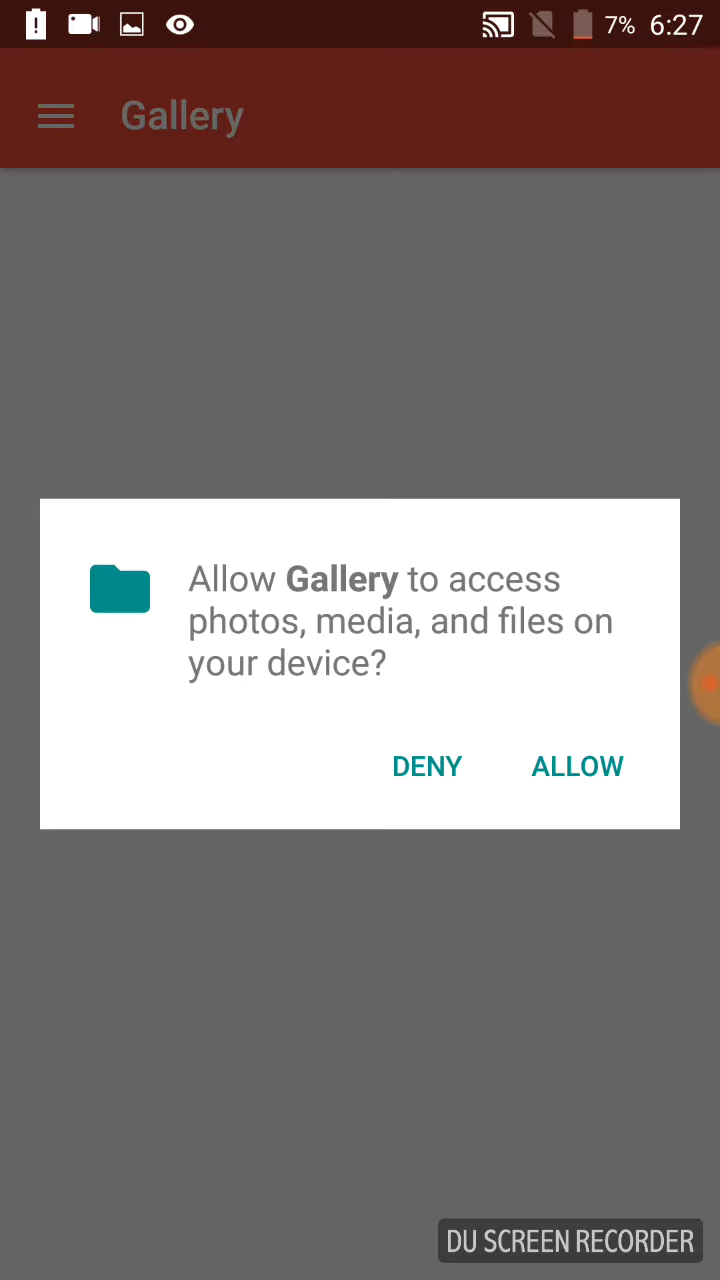 7% 6:27
Gallery
Allow Gallery to access
photos, media, and files on
your device?
DENY ALLOW
DU SCREEN RECORDER